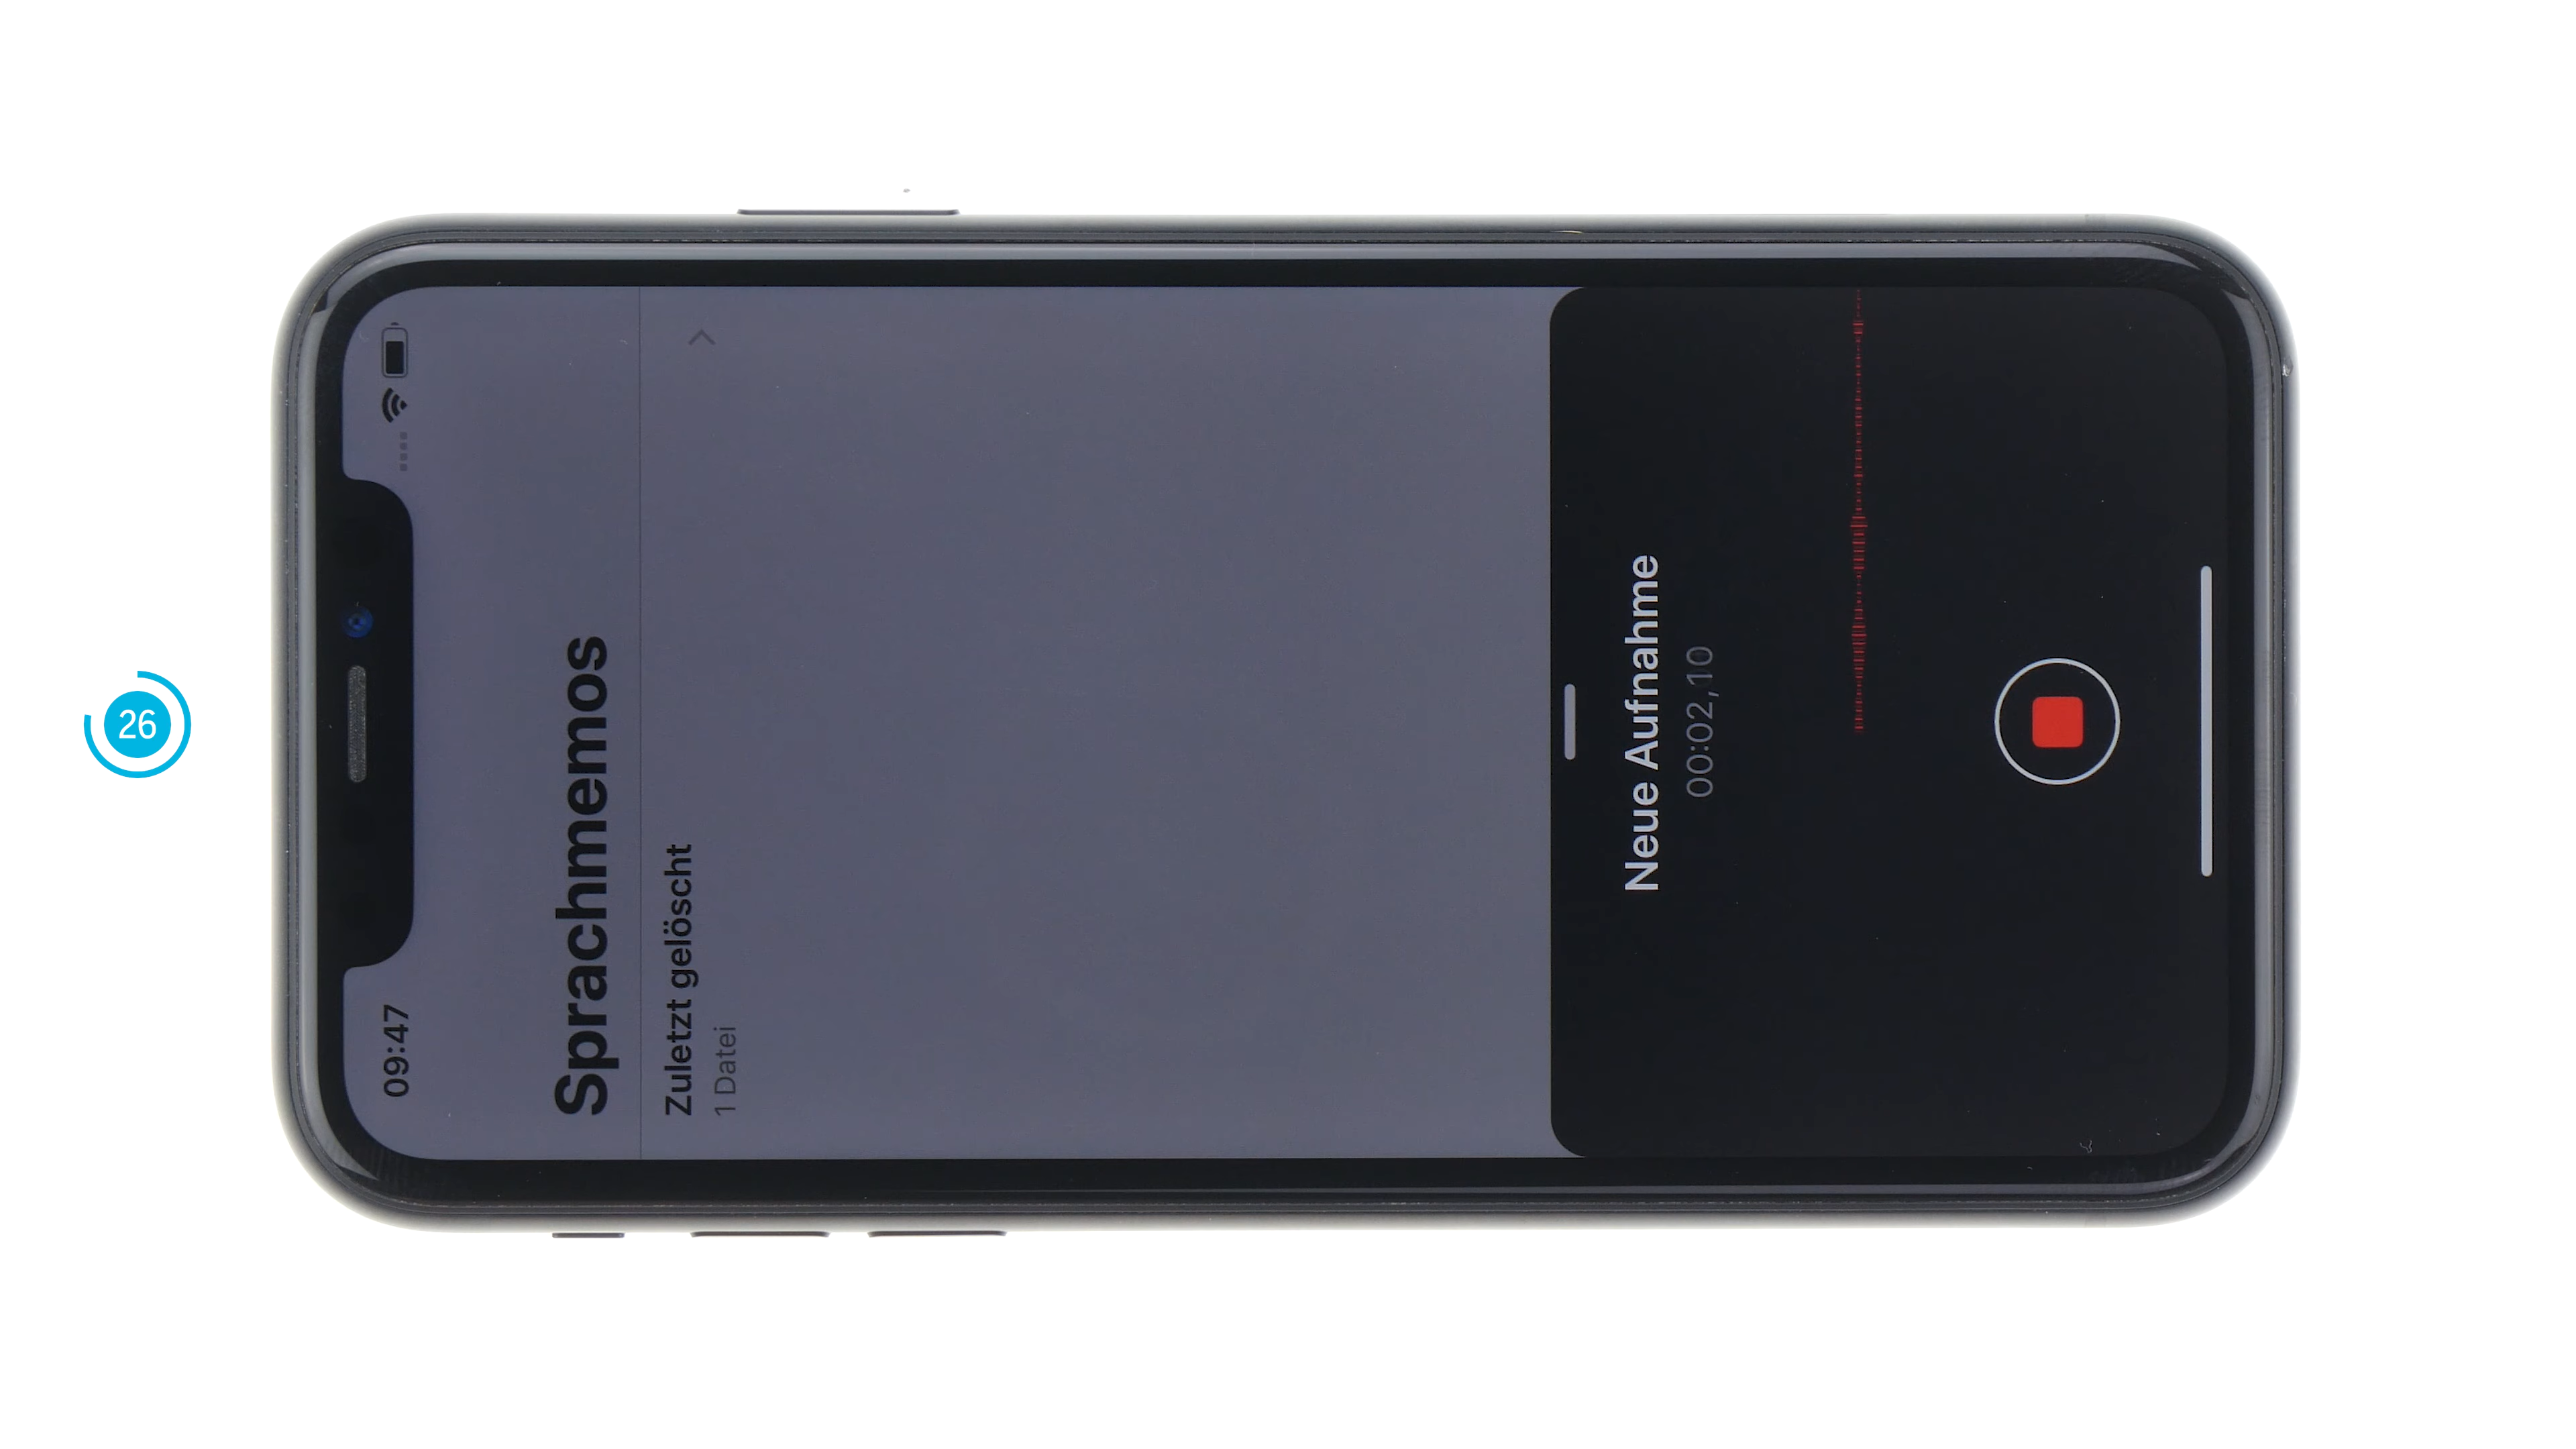 26
09:47
Sprachmemos
Zuletzt gelöscht
1 Datei
Neue Aufnahme
00:02,10